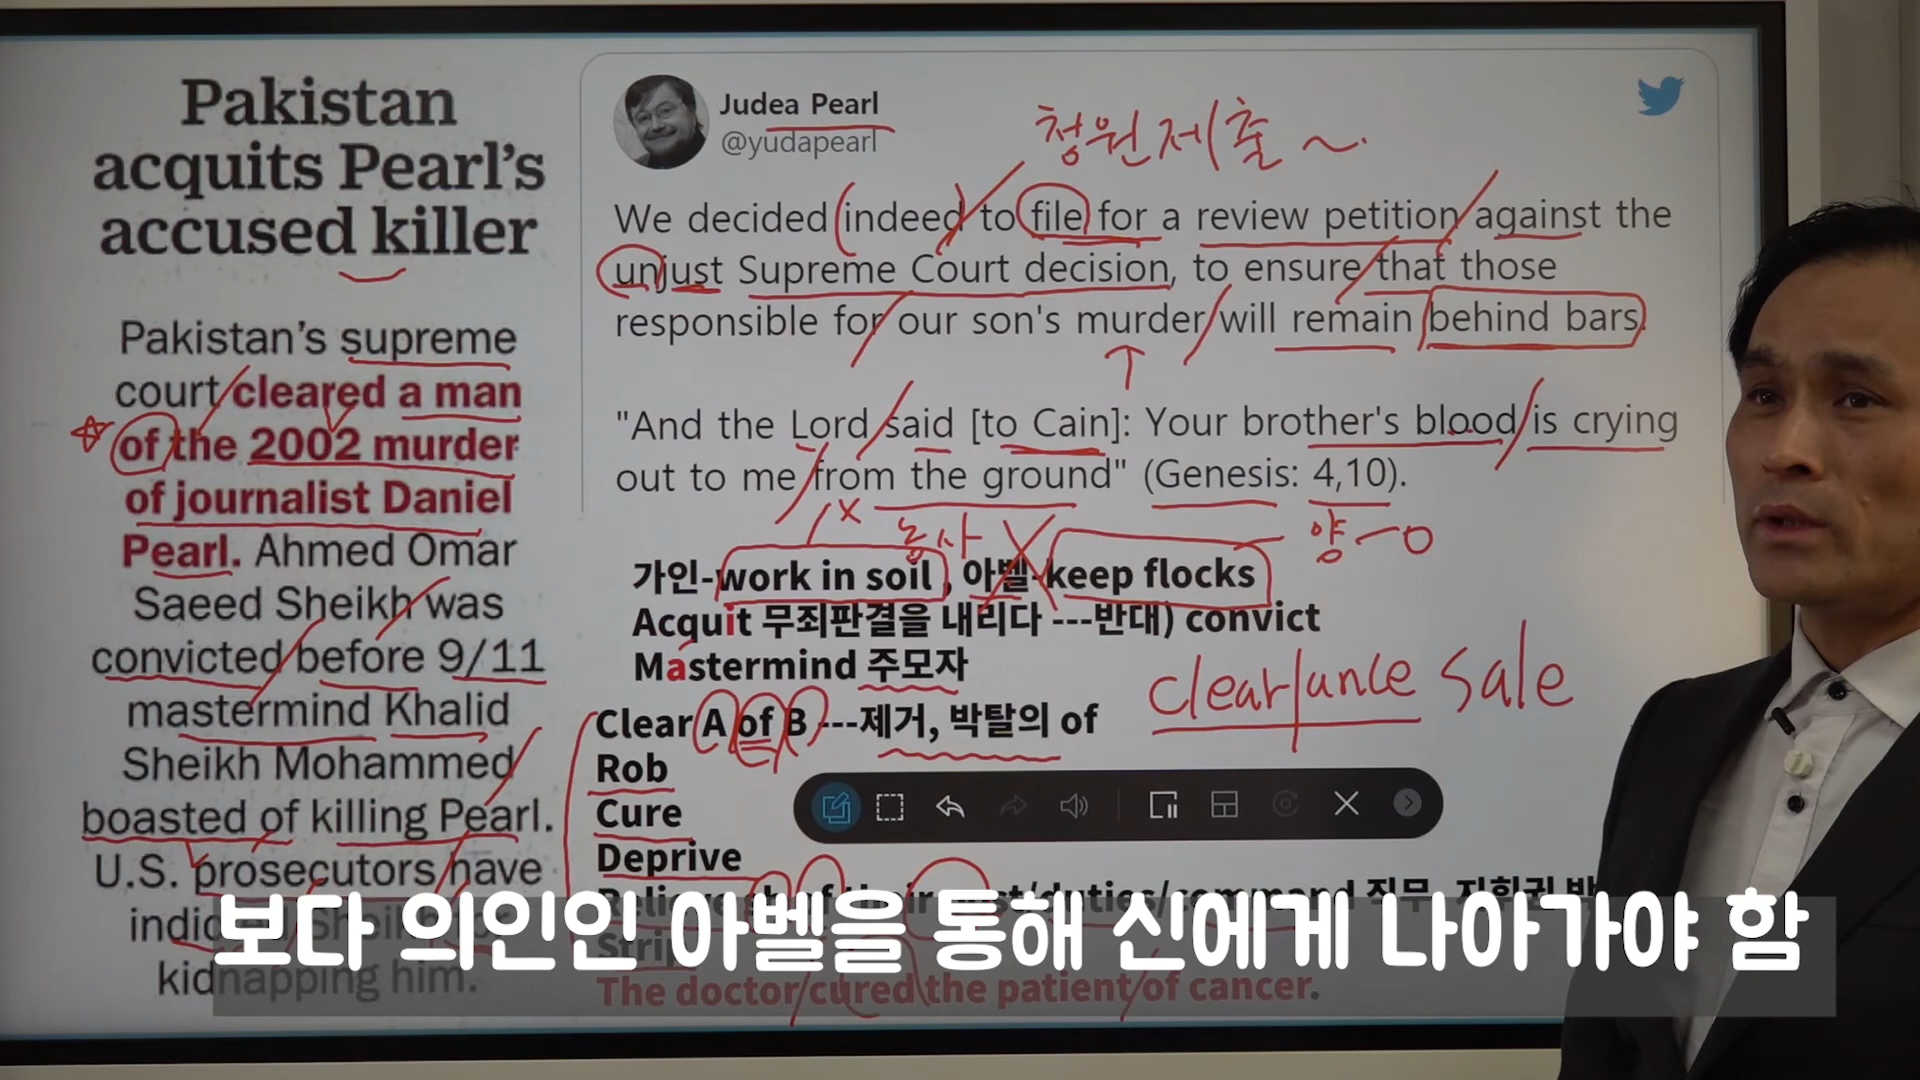 Pakistan
acquits Pearl's
accused killer
Pakistan's supreme
court cleared a man
of the 2002 murder
of journalist Daniel
Pearl. Ahmed Omar
Saeed Sheikh was
convicted before 9/11
mastermind Khalid
Sheikh Mohammed
boasted of killing Pearl.
U.S. prosecutors have
kidnapping him.
Judea Pearl
@yudapearl
청원제출 ~.
We decided indeed to file for a review petition against the
unjust Supreme Court decision, to ensure that those
responsible for our son's murder will remain behind bars.
"And the Lord said [to Cain]: Your brother's blood is crying
out to me from the ground" (Genesis: 4,10).
농사
양
가인-work in soil , 아벨-keep flocks
Acquit 무죄판결을 내리다 ---반대) convict
Mastermind 주모자
clearance sale
Clear A of B ---제거, 박탈의 of
Rob
Cure
Deprive
Strip
The doctor cured the patient of cancer.
보다 의인인 아벨을 통해 신에게 나아가야 함